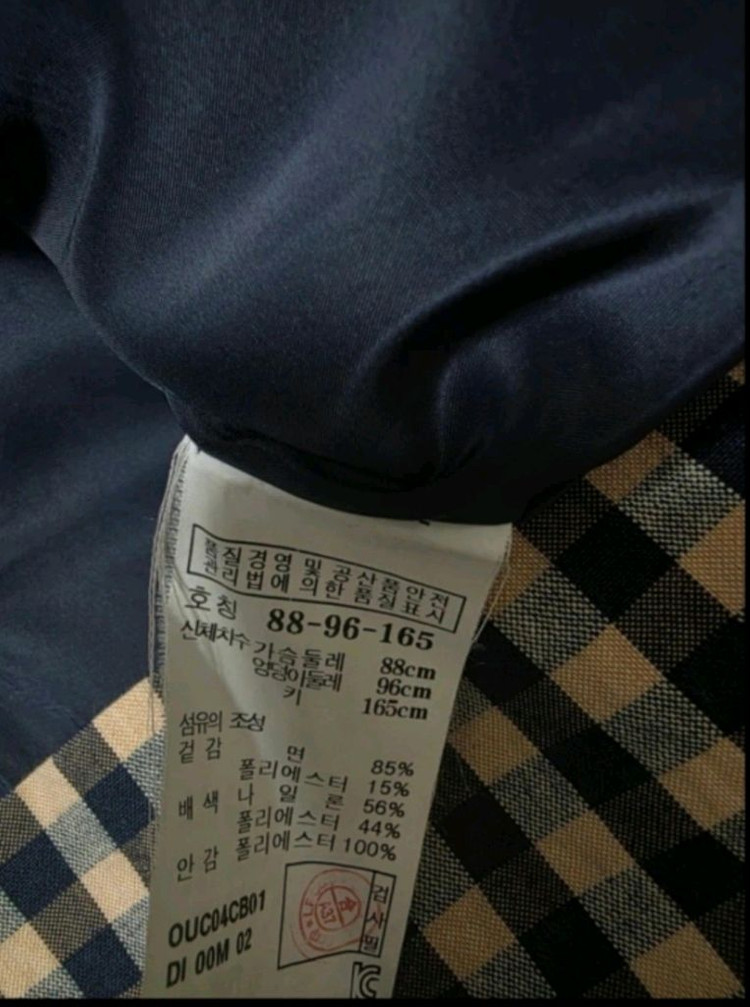 품질경영 및 공산품안전
관리법에 의한 품질표시
호칭 88-96-165
신체치수 가슴둘레 88cm
엉덩이둘레 96cm
키 165cm
섬유의 조성
겉감 면 85%
폴리에스터 15%
배색 나일론 56%
폴리에스터 44%
안감 폴리에스터 100%
검사필
OUC04CB01
DI 00M 02